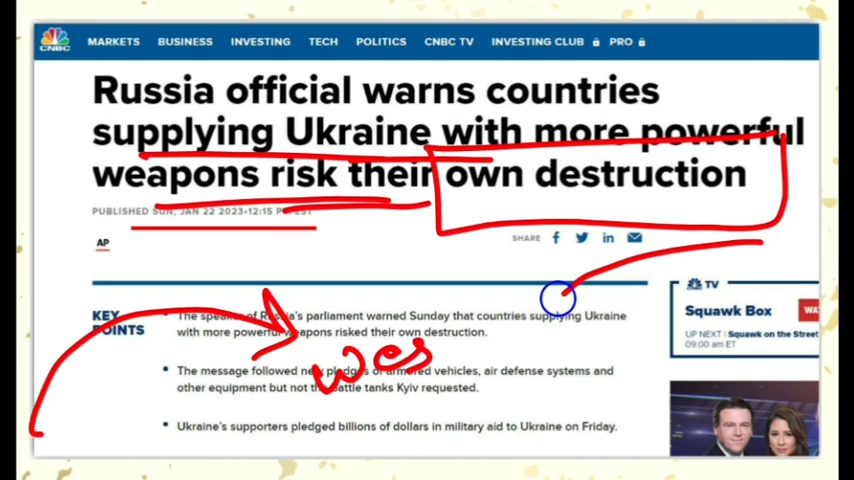 CNBC MARKETS BUSINESS INVESTING TECH POLITICS CNBC TV INVESTING CLUB PRO
Russia official warns countries
supplying Ukraine with more powerful
weapons risk their own destruction
PUBLISHED SUN, JAN 22 2023 • 12:15 PM EST
AP
SHARE
TV
KEY
POINTS
The speaker of Russia's parliament warned Sunday that countries supplying Ukraine
with more powerful weapons risked their own destruction.
Squawk Box
UP NEXT | Squawk on the Street
09:00 am ET
wes
The message followed new pledges of armored vehicles, air defense systems and
other equipment but not the battle tanks Kyiv requested.
Ukraine's supporters pledged billions of dollars in military aid to Ukraine on Friday.